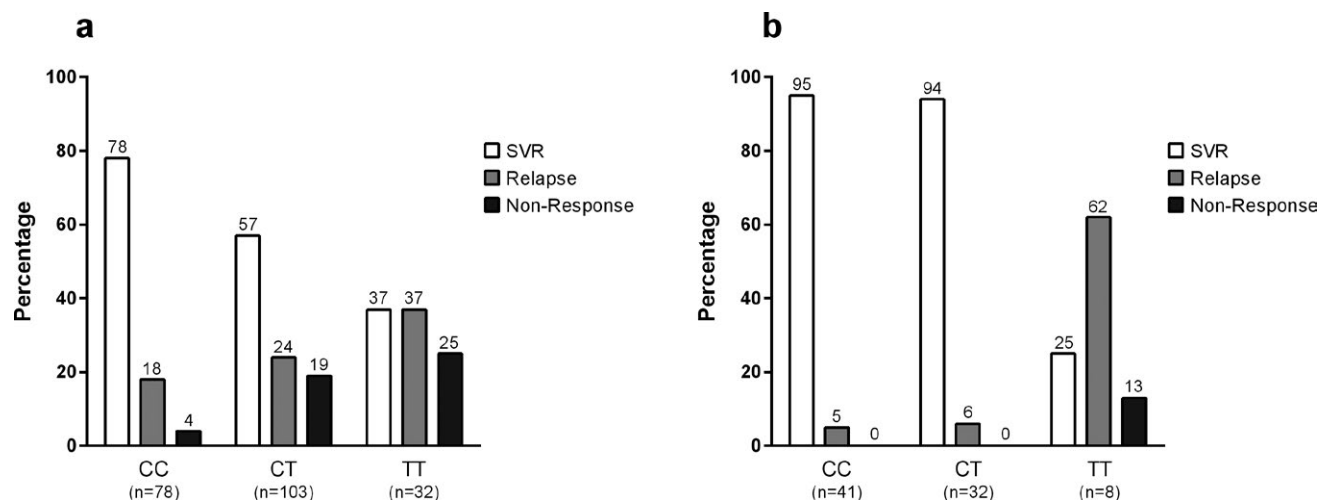 a
Percentage
100
80
60
40
20
0
78
18
4
57
24
19
37
37
25
CC
(n=78)
CT
(n=103)
TT
(n=32)
SVR
Relapse
Non-Response
b
Percentage
100
80
60
40
20
0
95
5
0
94
6
0
25
62
13
CC
(n=41)
CT
(n=32)
TT
(n=8)
SVR
Relapse
Non-Response